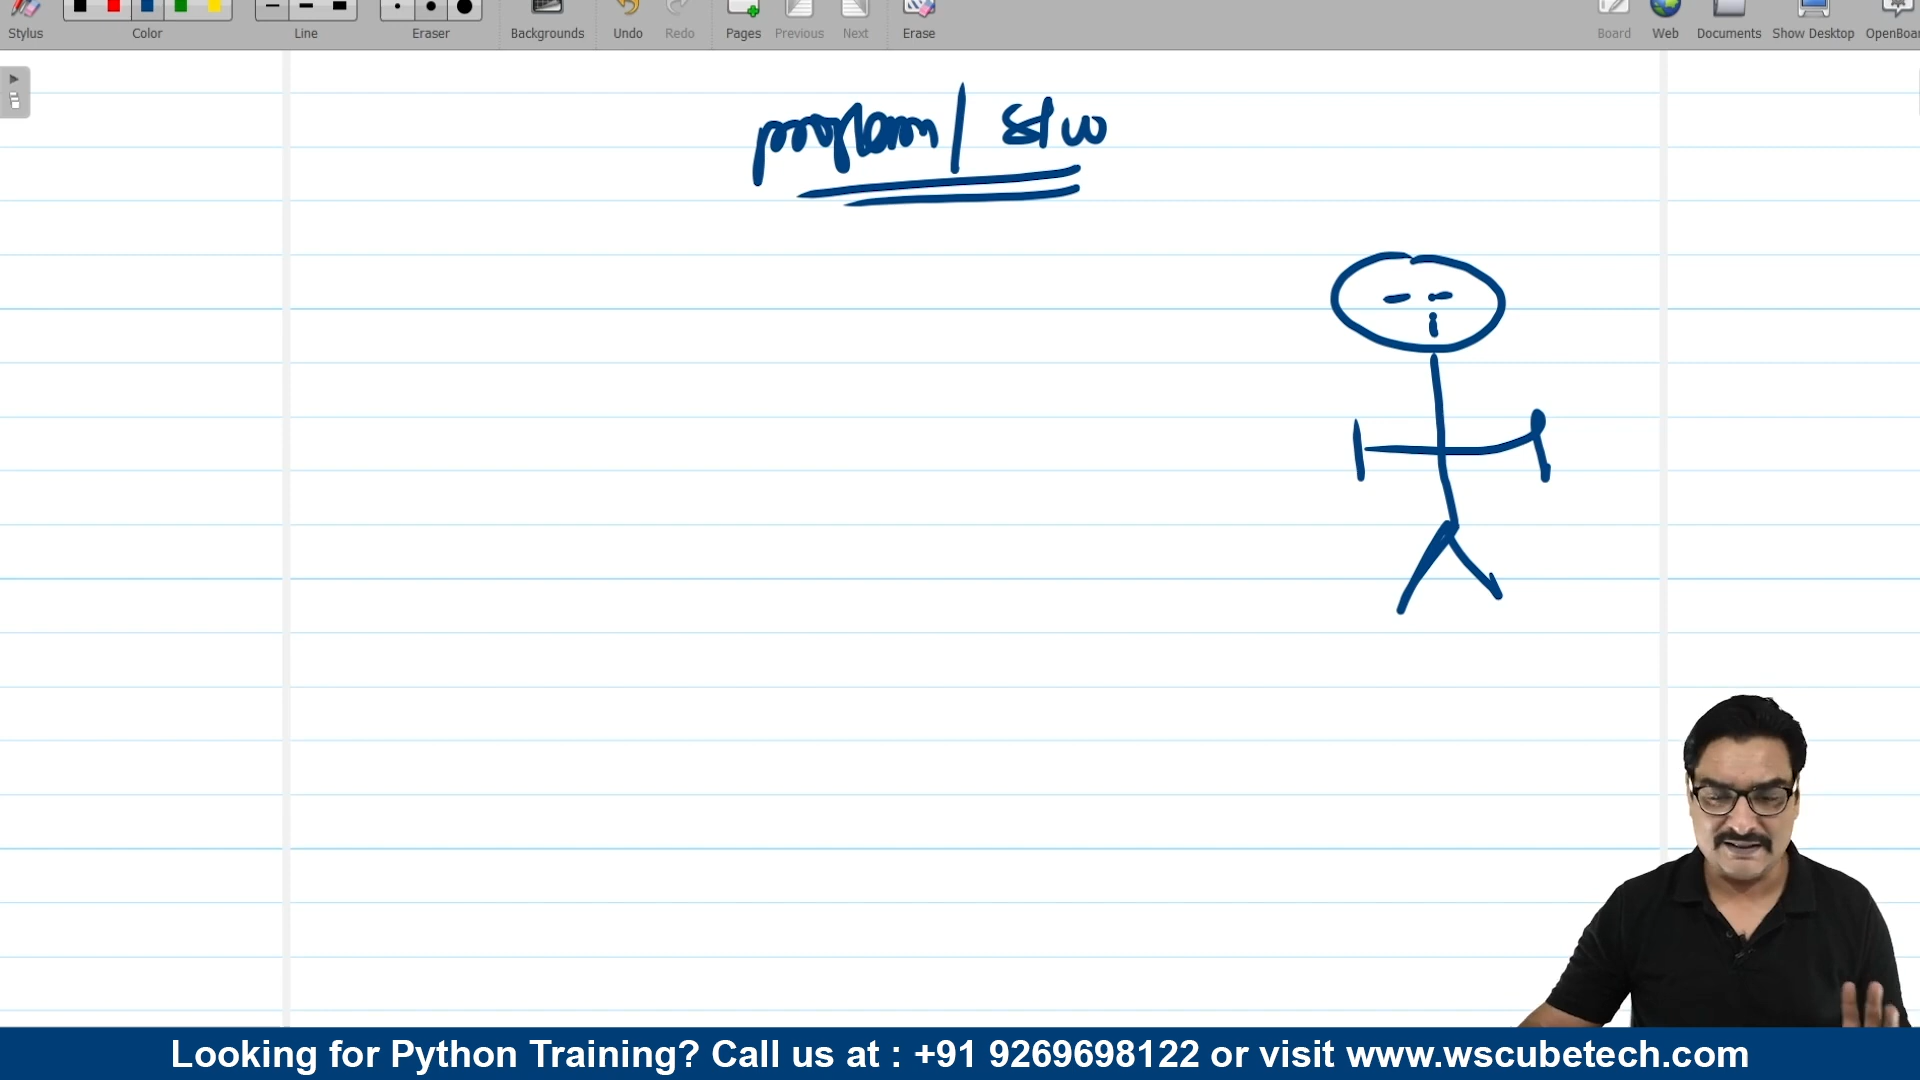 Stylus Color Line Eraser Backgrounds Undo Redo Pages Previous Next Erase Board Web Documents Show Desktop OpenBoar
program / S/w
Looking for Python Training? Call us at : +91 9269698122 or visit www.wscubetech.com